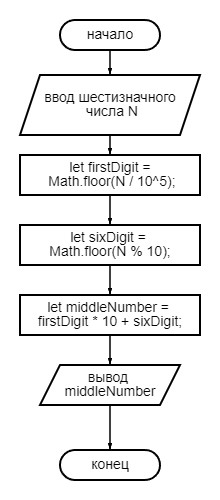 начало
ввод шестизначного
числа N
let firstDigit =
Math.floor(N / 10^5);
let sixDigit =
Math.floor(N % 10);
let middleNumber =
firstDigit * 10 + sixDigit;
вывод
middleNumber
конец